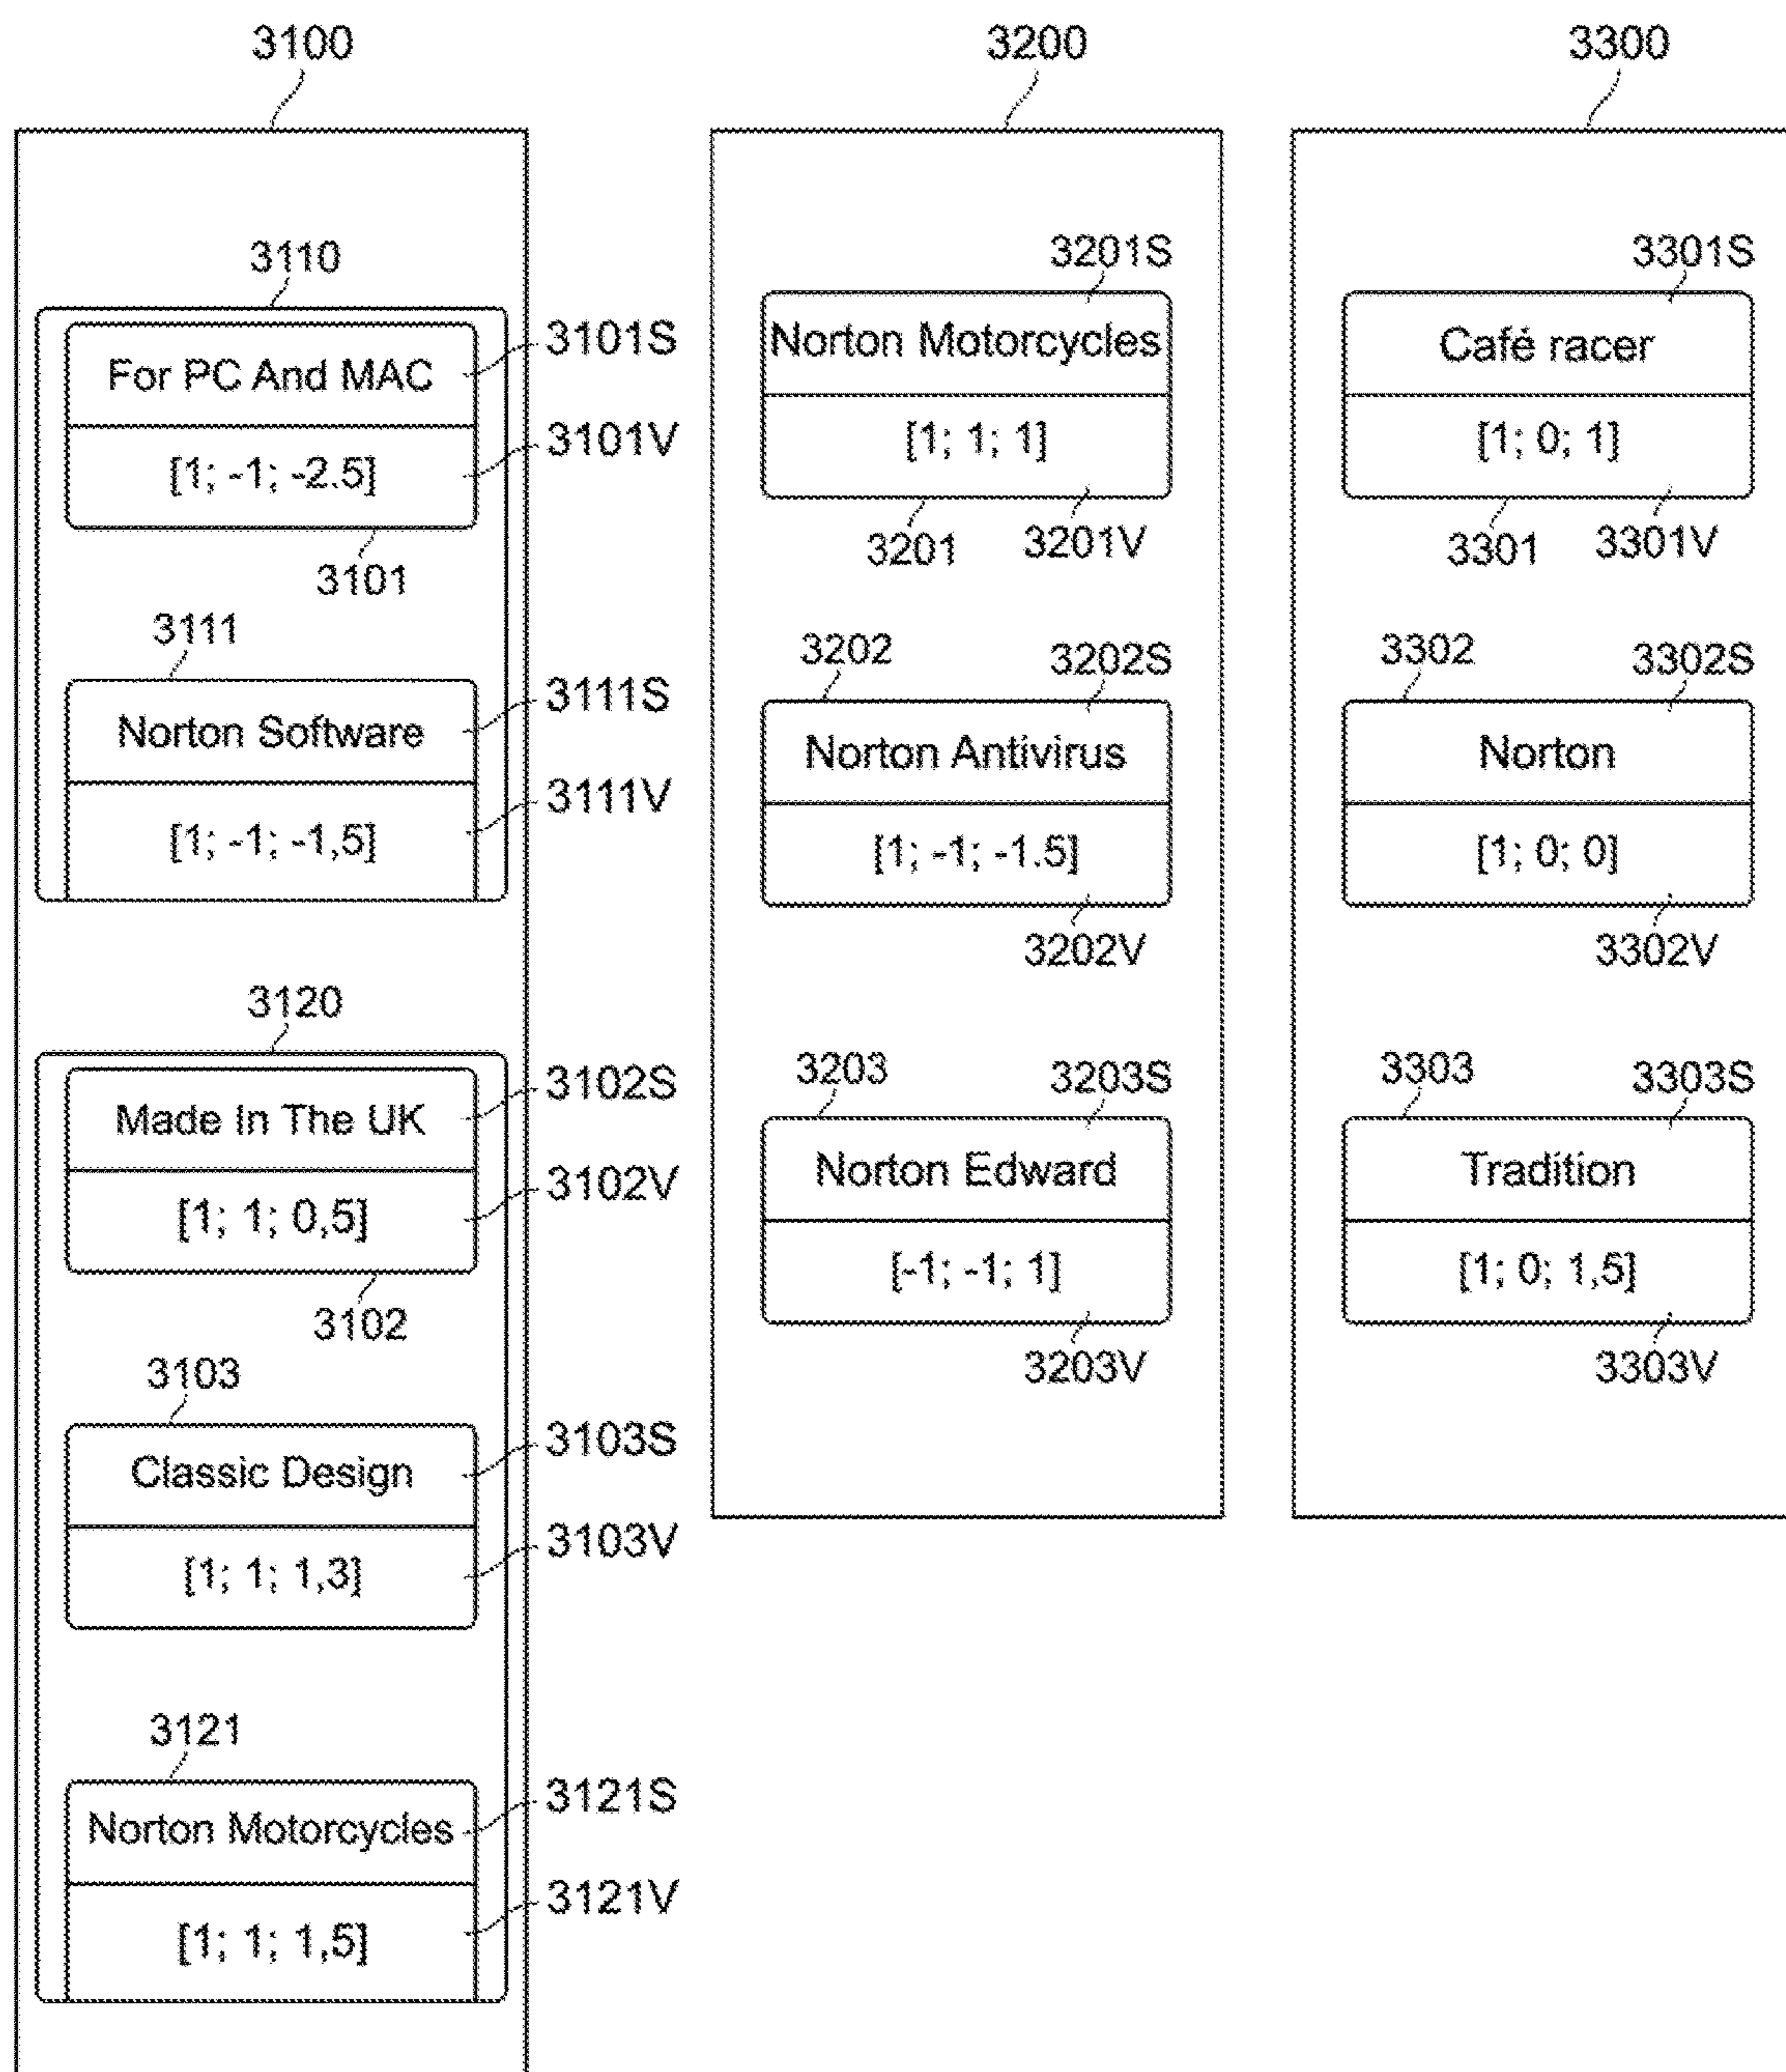 3100
3110
For PC And MAC
3101S
[1; -1; -2.5]
3101V
3101
3111
Norton Software
3111S
[1; -1; -1,5]
3111V
3120
Made In The UK
3102S
[1; 1; 0,5]
3102V
3102
3103
Classic Design
3103S
[1; 1; 1,3]
3103V
3121
Norton Motorcycles
3121S
[1; 1; 1,5]
3121V
3200
3201S
Norton Motorcycles
[1; 1; 1]
3201 3201V
3202 3202S
Norton Antivirus
[1; -1; -1.5]
3202V
3203 3203S
Norton Edward
[-1; -1; 1]
3203V
3300
3301S
Café racer
[1; 0; 1]
3301 3301V
3302 3302S
Norton
[1; 0; 0]
3302V
3303 3303S
Tradition
[1; 0; 1,5]
3303V